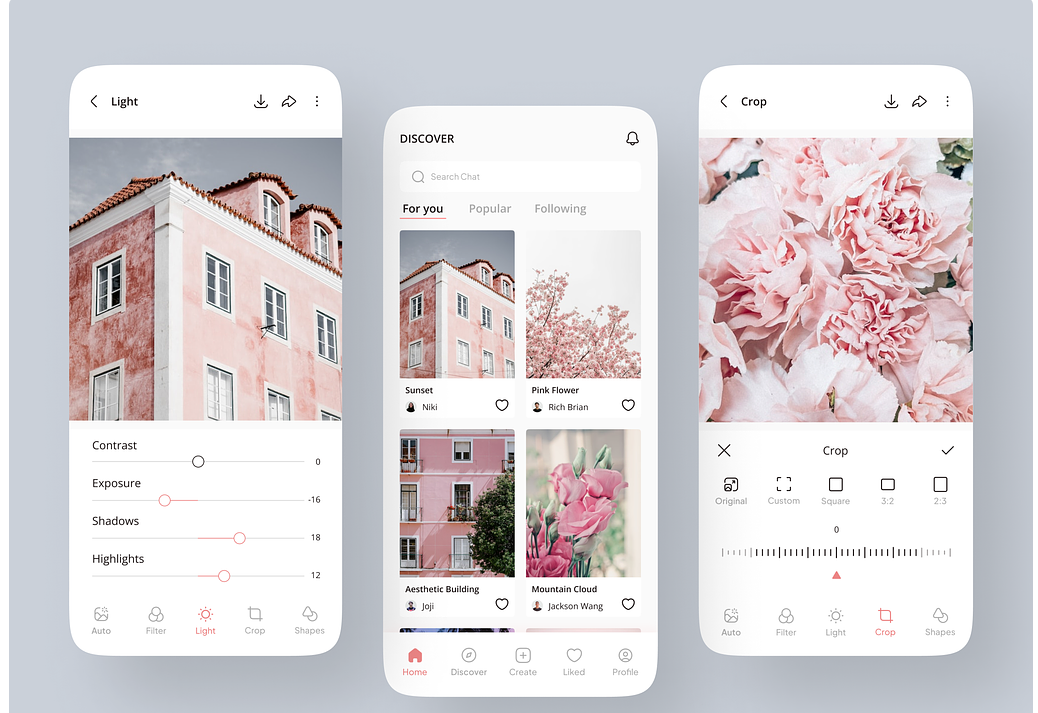 Light
Contrast
0
Exposure
-16
Shadows
18
Highlights
12
Auto Filter Light Crop Shapes
DISCOVER
Search Chat
For you Popular Following
Sunset
Niki
Pink Flower
Rich Brian
Aesthetic Building
Joji
Mountain Cloud
Jackson Wang
Home Discover Create Liked Profile
Crop
Crop
Original Custom Square 3:2 2:3
0
Auto Filter Light Crop Shapes